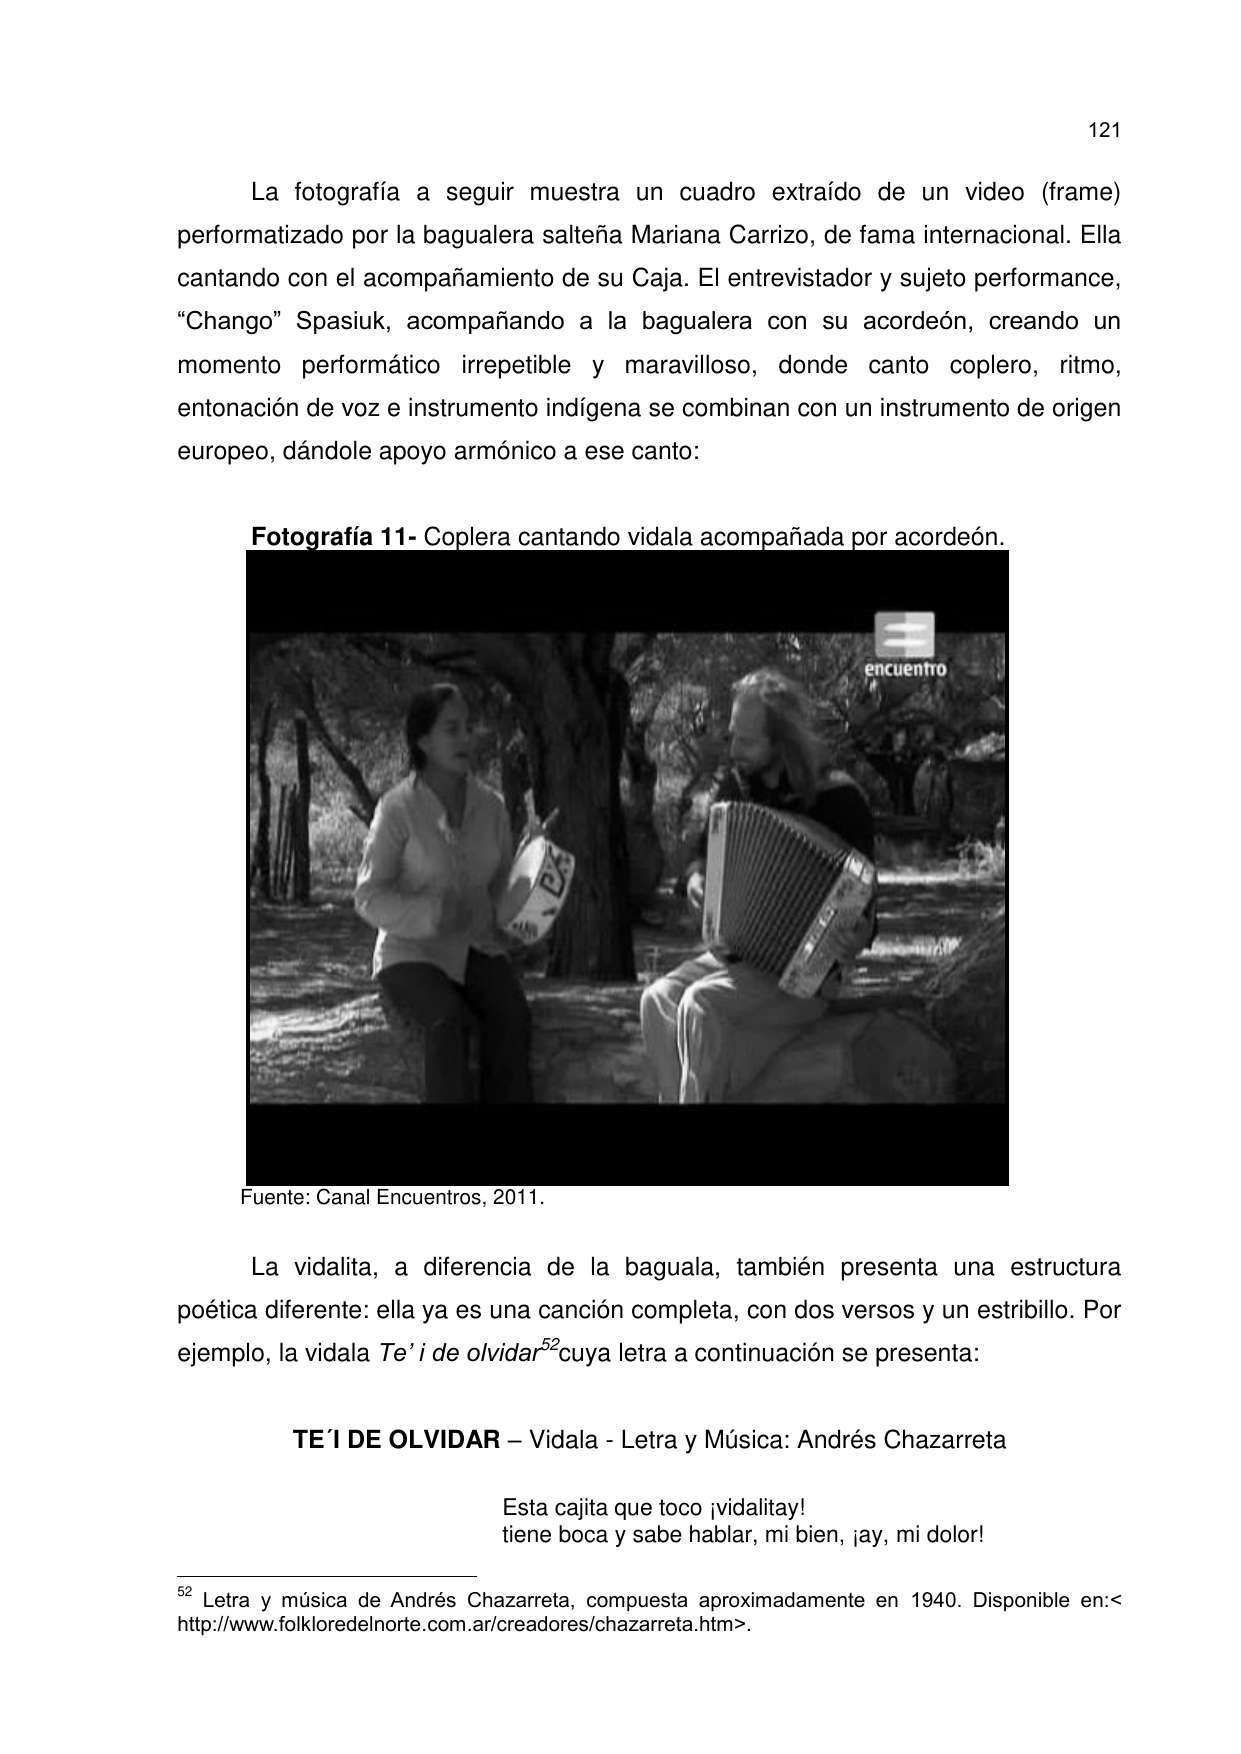 121
La fotografía a seguir muestra un cuadro extraído de un video (frame)
performatizado por la bagualera salteña Mariana Carrizo, de fama internacional. Ella
cantando con el acompañamiento de su Caja. El entrevistador y sujeto performance,
“Chango” Spasiuk, acompañando a la bagualera con su acordeón, creando un
momento performático irrepetible y maravilloso, donde canto coplero, ritmo,
entonación de voz e instrumento indígena se combinan con un instrumento de origen
europeo, dándole apoyo armónico a ese canto:
Fotografía 11- Coplera cantando vidala acompañada por acordeón.
encuentro
Fuente: Canal Encuentros, 2011.
La vidalita, a diferencia de la baguala, también presenta una estructura
poética diferente: ella ya es una canción completa, con dos versos y un estribillo. Por
ejemplo, la vidala Te’ i de olvidar52cuya letra a continuación se presenta:
TE´I DE OLVIDAR – Vidala - Letra y Música: Andrés Chazarreta
Esta cajita que toco ¡vidalitay!
tiene boca y sabe hablar, mi bien, ¡ay, mi dolor!
52 Letra y música de Andrés Chazarreta, compuesta aproximadamente en 1940. Disponible en:<
http://www.folkloredelnorte.com.ar/creadores/chazarreta.htm>.